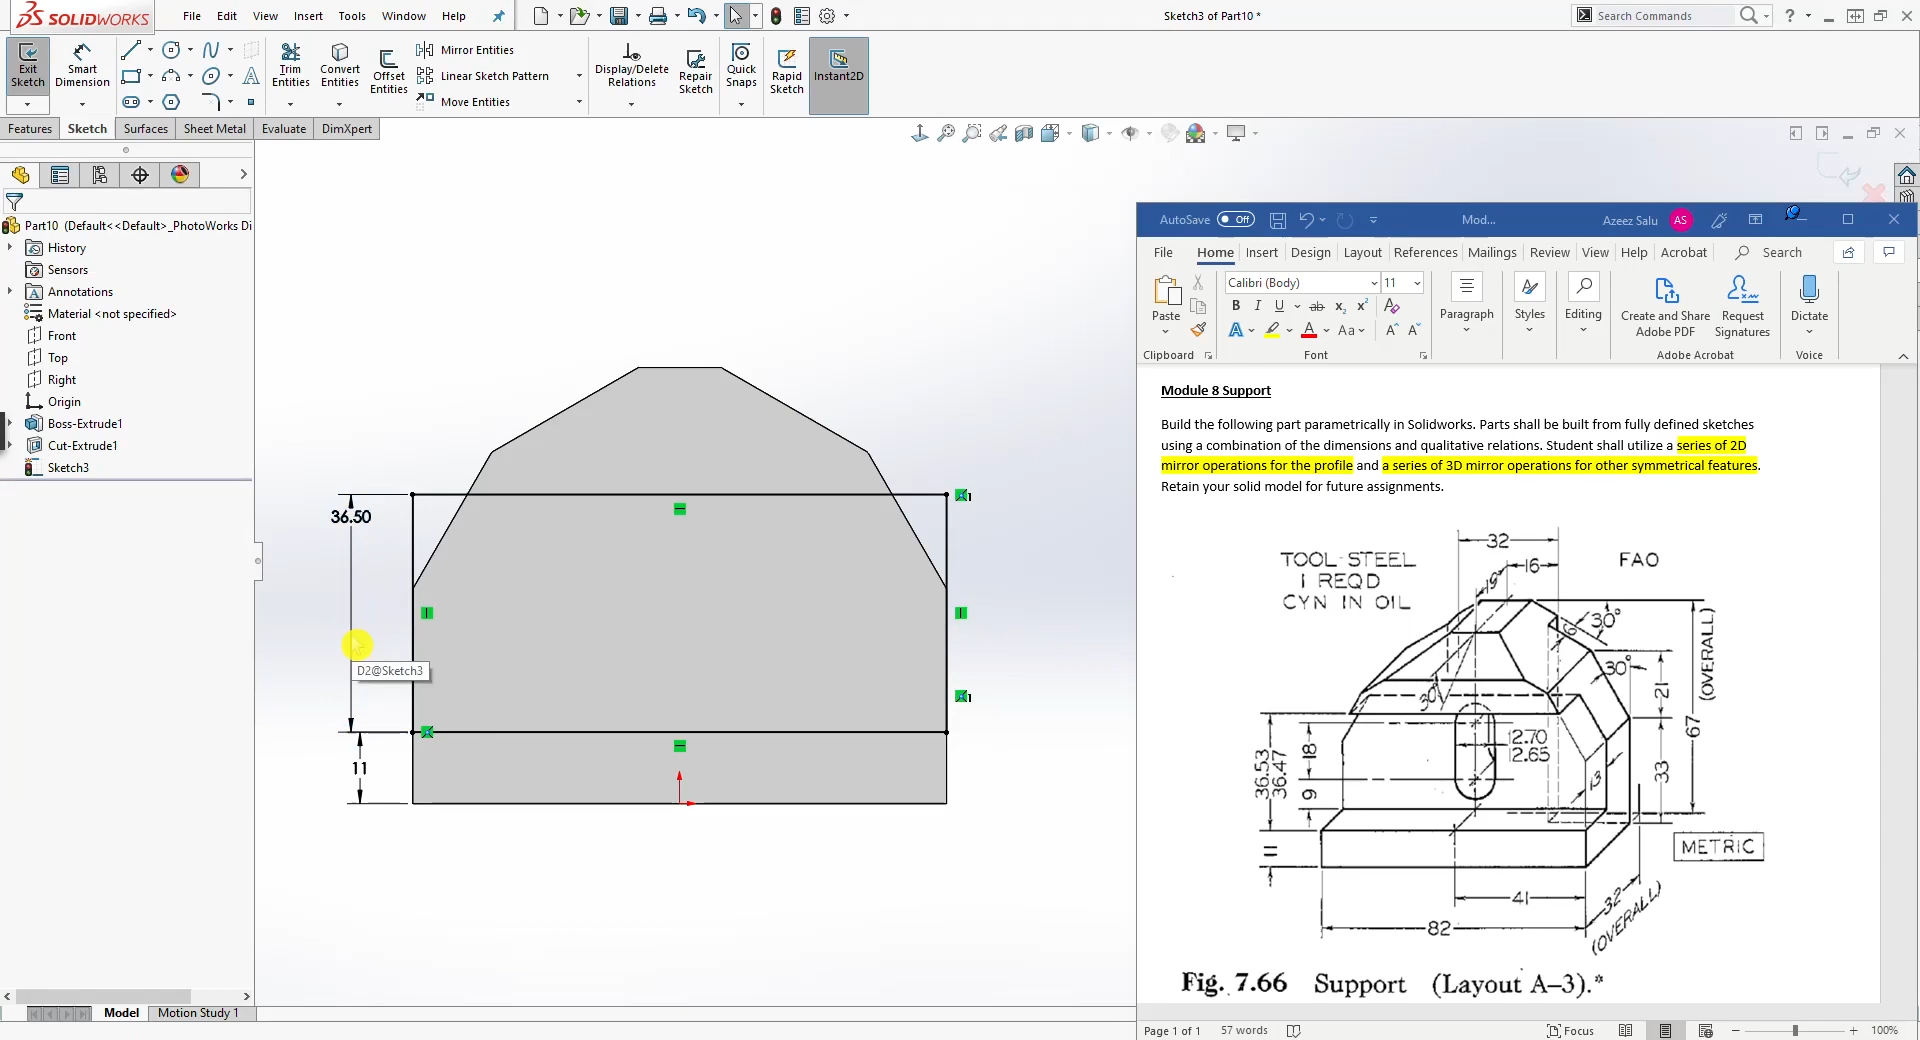 SOLIDWORKS
File Edit View Insert Tools Window Help
Sketch3 of Part10 *
Search Commands
Exit Sketch
Smart Dimension
Trim Entities
Convert Entities
Offset Entities
Mirror Entities
Linear Sketch Pattern
Move Entities
Display/Delete Relations
Repair Sketch
Quick Snaps
Rapid Sketch
Instant2D
Features Sketch Surfaces Sheet Metal Evaluate DimXpert
Part10 (Default<<Default>_PhotoWorks Di
History
Sensors
Annotations
Material <not specified>
Front
Top
Right
Origin
Boss-Extrude1
Cut-Extrude1
Sketch3
36.50
D2@Sketch3
11
1
1
Model Motion Study 1
AutoSave Off
Mod...
Azeez Salu AS
File Home Insert Design Layout References Mailings Review View Help Acrobat Search
Paste
Calibri (Body) 11
Paragraph
Styles
Editing
Create and Share Adobe PDF
Request Signatures
Dictate
Clipboard Font Adobe Acrobat Voice
Module 8 Support
Build the following part parametrically in Solidworks. Parts shall be built from fully defined sketches
using a combination of the dimensions and qualitative relations. Student shall utilize a series of 2D
mirror operations for the profile and a series of 3D mirror operations for other symmetrical features.
Retain your solid model for future assignments.
TOOL-STEEL
1 REQD
CYN IN OIL
FAO
32
16
19
6
30°
30°
30°
21
67
(OVERALL)
33
13
12.70
12.65
18
9
36.53
36.47
11
41
82
32
(OVERALL)
METRIC
Fig. 7.66 Support (Layout A–3).*
Page 1 of 1 57 words
Focus
100%